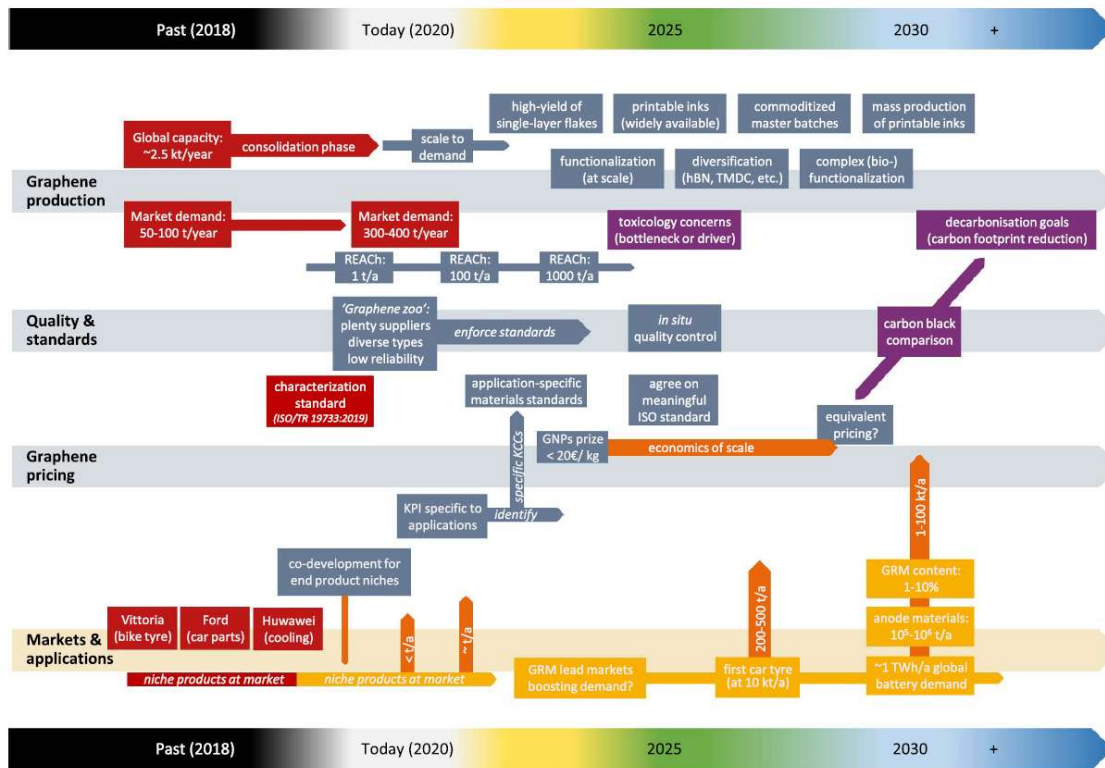 Past (2018)
Today (2020)
2025
2030
+
high-yield of
single-layer flakes
printable inks
(widely available)
commoditized
master batches
mass production
of printable inks
Global capacity:
~2.5 kt/year
consolidation phase
scale to
demand
functionalization
(at scale)
diversification
(hBN, TMDC, etc.)
complex (bio-)
functionalization
Graphene
production
Market demand:
50-100 t/year
Market demand:
300-400 t/year
toxicology concerns
(bottleneck or driver)
decarbonisation goals
(carbon footprint reduction)
REACh:
1 t/a
REACh:
100 t/a
REACh:
1000 t/a
Quality &
standards
'Graphene zoo':
plenty suppliers
diverse types
low reliability
enforce standards
in situ
quality control
carbon black
comparison
characterization
standard
(ISO/TR 19733:2019)
application-specific
materials standards
agree on
meaningful
ISO standard
equivalent
pricing?
Graphene
pricing
specific KCCs
GNPs prize
< 20€/ kg
economics of scale
KPI specific to
applications
identify
1-100 kt/a
co-development for
end product niches
GRM content:
1-10%
Markets &
applications
Vittoria
(bike tyre)
Ford
(car parts)
Huwawei
(cooling)
< t/a
~ t/a
200-500 t/a
anode materials:
10⁵-10⁶ t/a
niche products at market
niche products at market
GRM lead markets
boosting demand?
first car tyre
(at 10 kt/a)
~1 TWh/a global
battery demand
Past (2018)
Today (2020)
2025
2030
+